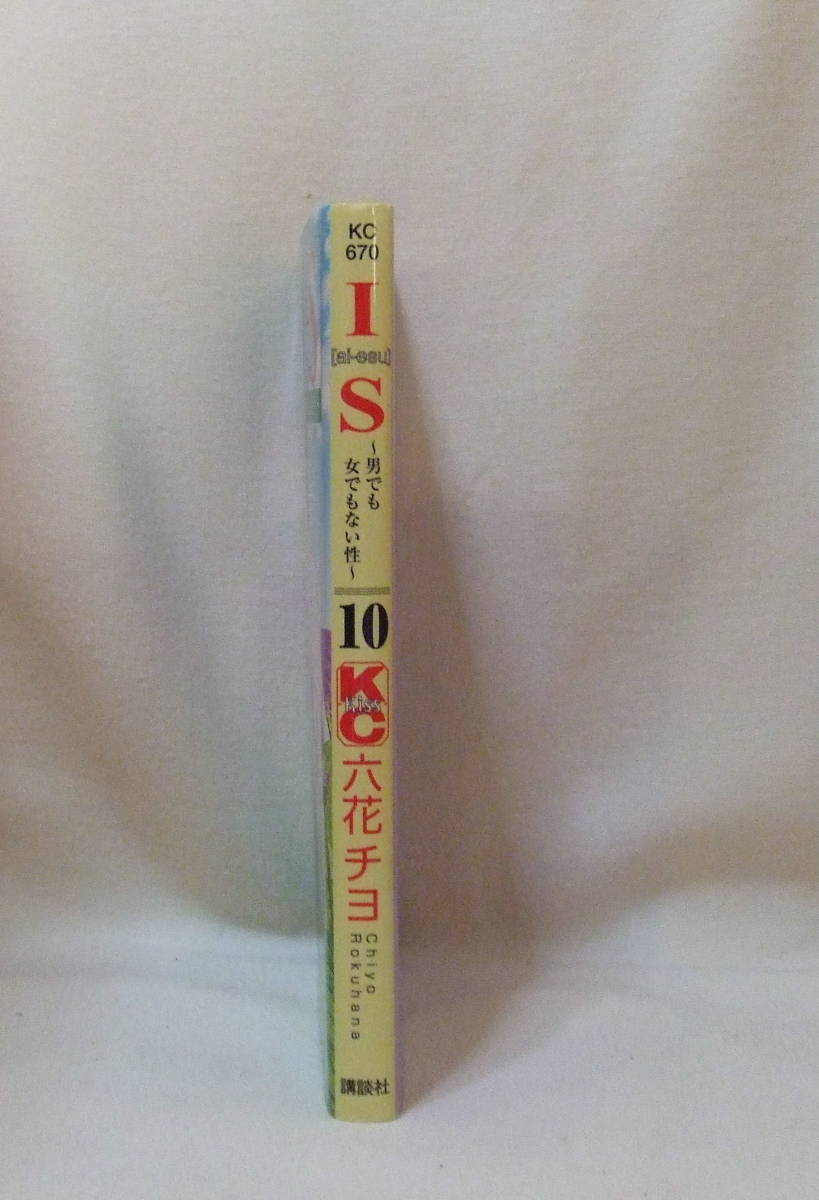 KC
670
I
[ai-esu]
S
～男でも
女でもない性～
10
KC
Kiss
六花チヨ
Chiyo
Rokuhana
講談社